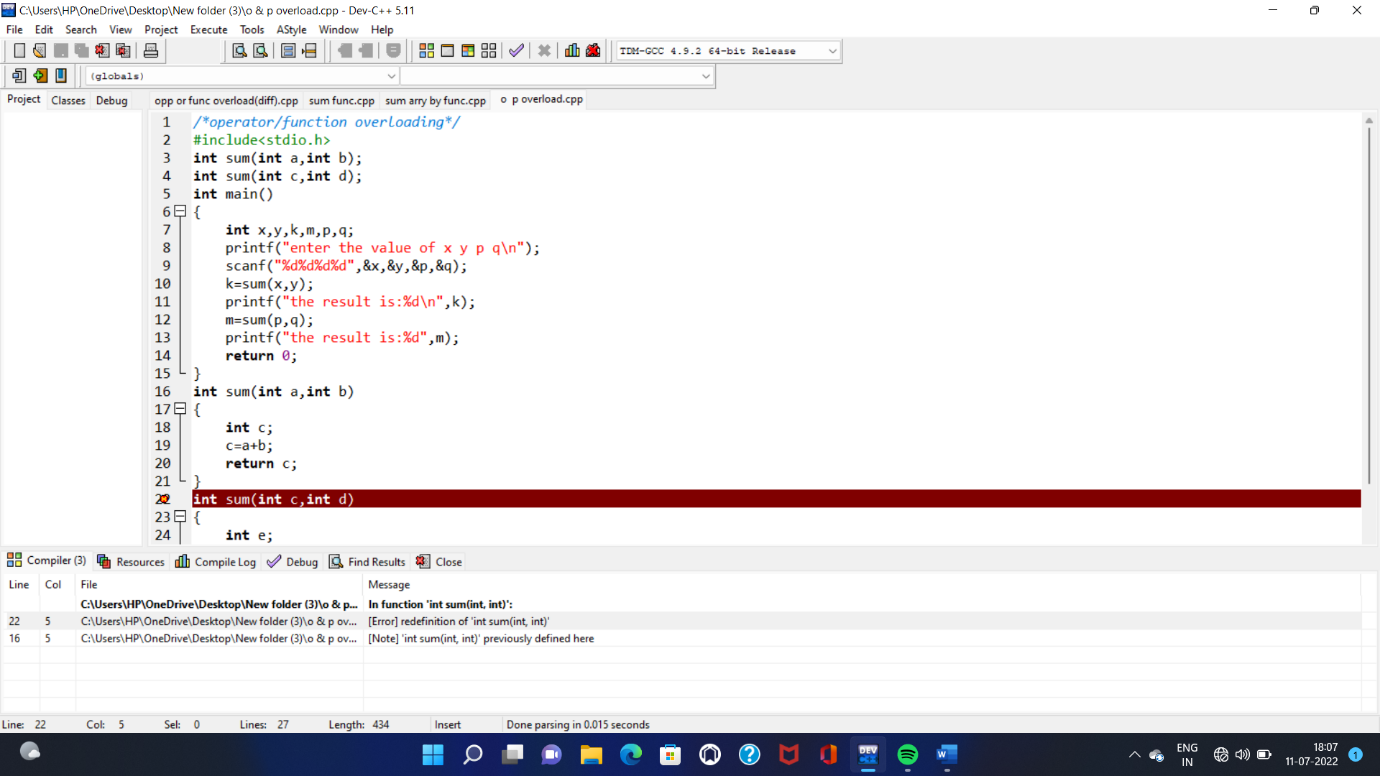 C:\Users\HP\OneDrive\Desktop\New folder (3)\o & p overload.cpp - Dev-C++ 5.11
File Edit Search View Project Execute Tools AStyle Window Help
TDM-GCC 4.9.2 64-bit Release
(globals)
Project Classes Debug opp or func overload(diff).cpp sum func.cpp sum arry by func.cpp o p overload.cpp
1 /*operator/function overloading*/
2 #include<stdio.h>
3 int sum(int a,int b);
4 int sum(int c,int d);
5 int main()
6 {
7 int x,y,k,m,p,q;
8 printf("enter the value of x y p q\n");
9 scanf("%d%d%d%d",&x,&y,&p,&q);
10 k=sum(x,y);
11 printf("the result is:%d\n",k);
12 m=sum(p,q);
13 printf("the result is:%d",m);
14 return 0;
15 }
16 int sum(int a,int b)
17 {
18 int c;
19 c=a+b;
20 return c;
21 }
22 int sum(int c,int d)
23 {
24 int e;
Compiler (3) Resources Compile Log Debug Find Results Close
Line Col File Message
C:\Users\HP\OneDrive\Desktop\New folder (3)\o & p... In function 'int sum(int, int)':
22 5 C:\Users\HP\OneDrive\Desktop\New folder (3)\o & p ov... [Error] redefinition of 'int sum(int, int)'
16 5 C:\Users\HP\OneDrive\Desktop\New folder (3)\o & p ov... [Note] 'int sum(int, int)' previously defined here
Line: 22 Col: 5 Sel: 0 Lines: 27 Length: 434 Insert Done parsing in 0.015 seconds
DEV
W
ENG 18:07
IN 11-07-2022 1